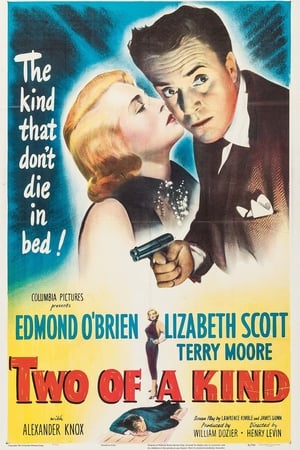 The
kind
that
don't
die
in
bed!
COLUMBIA PICTURES
presents
EDMOND O'BRIEN LIZABETH SCOTT
TERRY MOORE
TWO OF A KIND
with
ALEXANDER KNOX
Screen Play by LAWRENCE KIMBLE and JAMES GUNN
Produced by
WILLIAM DOZIER
Directed by
HENRY LEVIN